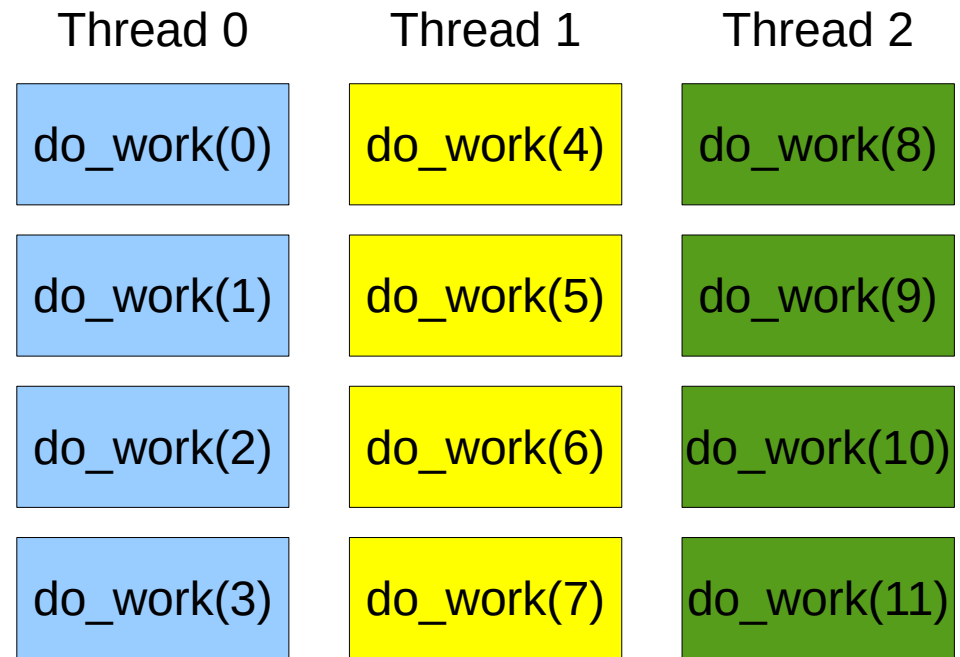 Thread 0 Thread 1 Thread 2
do_work(0) do_work(4) do_work(8)
do_work(1) do_work(5) do_work(9)
do_work(2) do_work(6) do_work(10)
do_work(3) do_work(7) do_work(11)